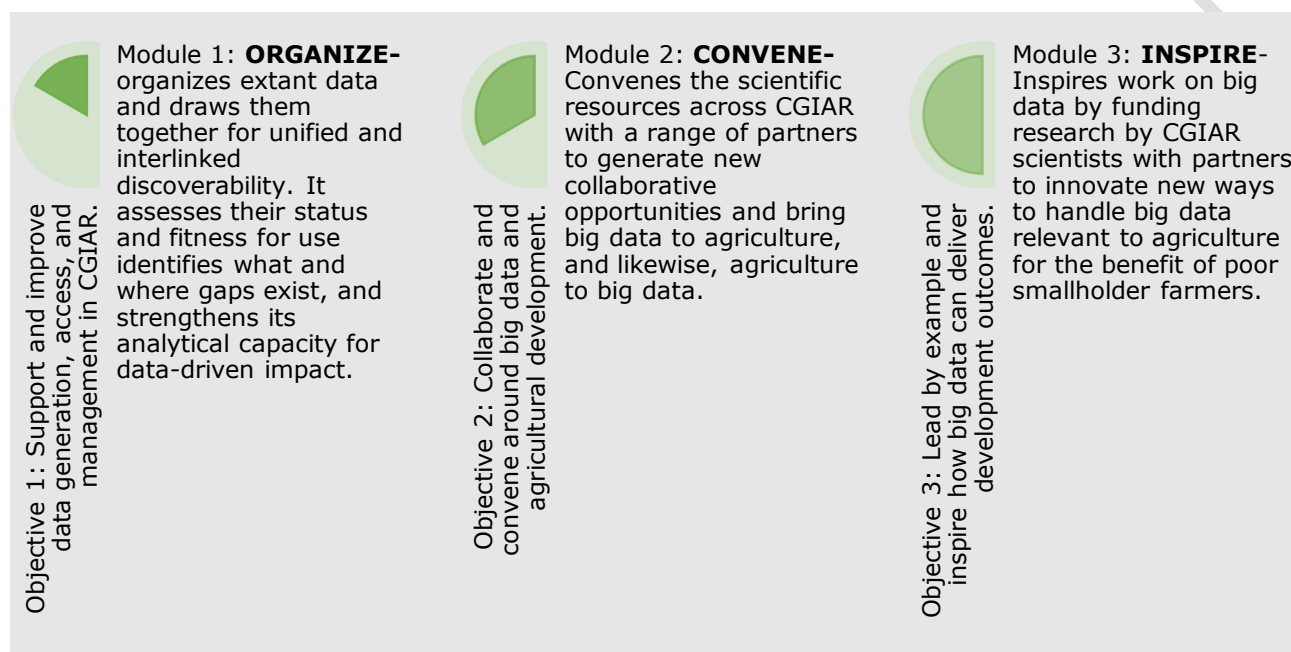 Module 1: ORGANIZE-
organizes extant data
and draws them
together for unified and
interlinked
discoverability. It
assesses their status
and fitness for use
identifies what and
where gaps exist, and
strengthens its
analytical capacity for
data-driven impact.
Objective 1: Support and improve
data generation, access, and
management in CGIAR.
Module 2: CONVENE-
Convenes the scientific
resources across CGIAR
with a range of partners
to generate new
collaborative
opportunities and bring
big data to agriculture,
and likewise, agriculture
to big data.
Objective 2: Collaborate and
convene around big data and
agricultural development.
Module 3: INSPIRE-
Inspires work on big
data by funding
research by CGIAR
scientists with partners
to innovate new ways
to handle big data
relevant to agriculture
for the benefit of poor
smallholder farmers.
Objective 3: Lead by example and
inspire how big data can deliver
development outcomes.